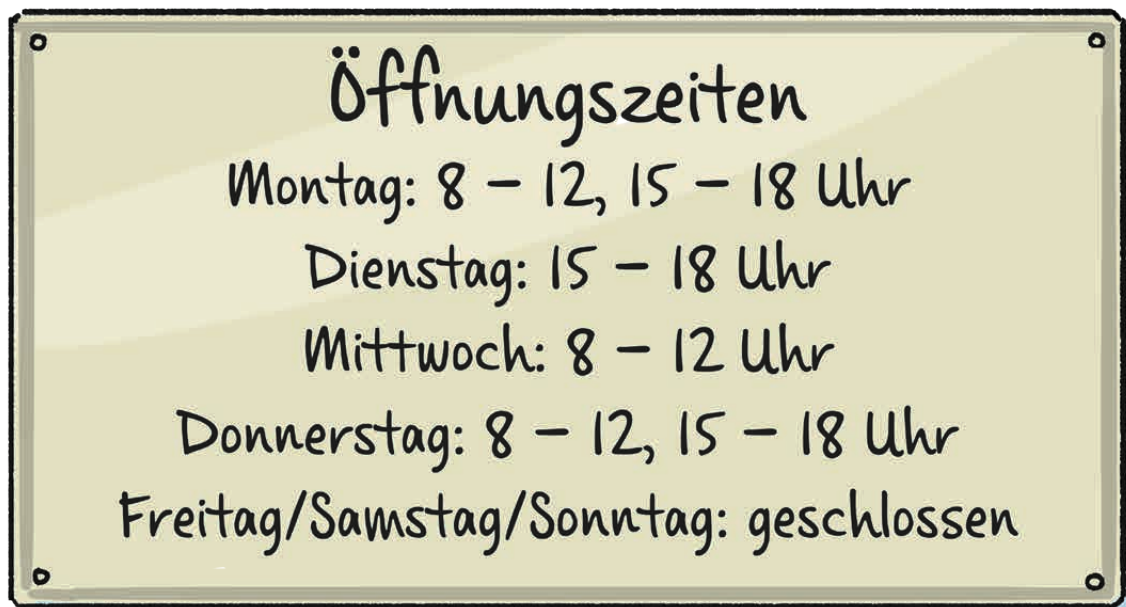 Öffnungszeiten
Montag: 8 – 12, 15 – 18 Uhr
Dienstag: 15 – 18 Uhr
Mittwoch: 8 – 12 Uhr
Donnerstag: 8 – 12, 15 – 18 Uhr
Freitag/Samstag/Sonntag: geschlossen